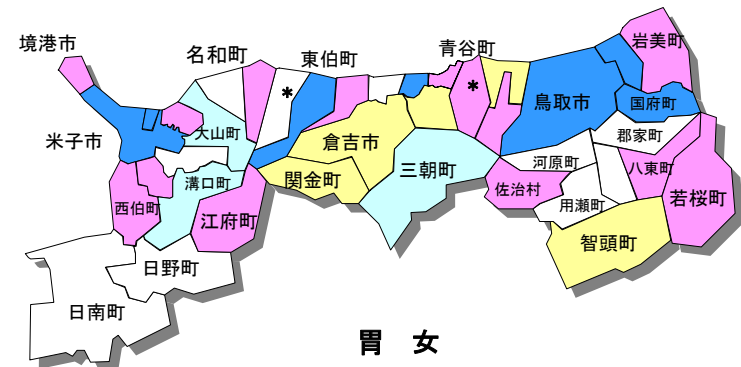 境港市
名和町
東伯町
青谷町
岩美町
米子市
大山町
*
*
鳥取市
国府町
倉吉市
郡家町
溝口町
関金町
三朝町
河原町
八東町
西伯町
江府町
佐治村
用瀬町
若桜町
智頭町
日野町
日南町
胃 女